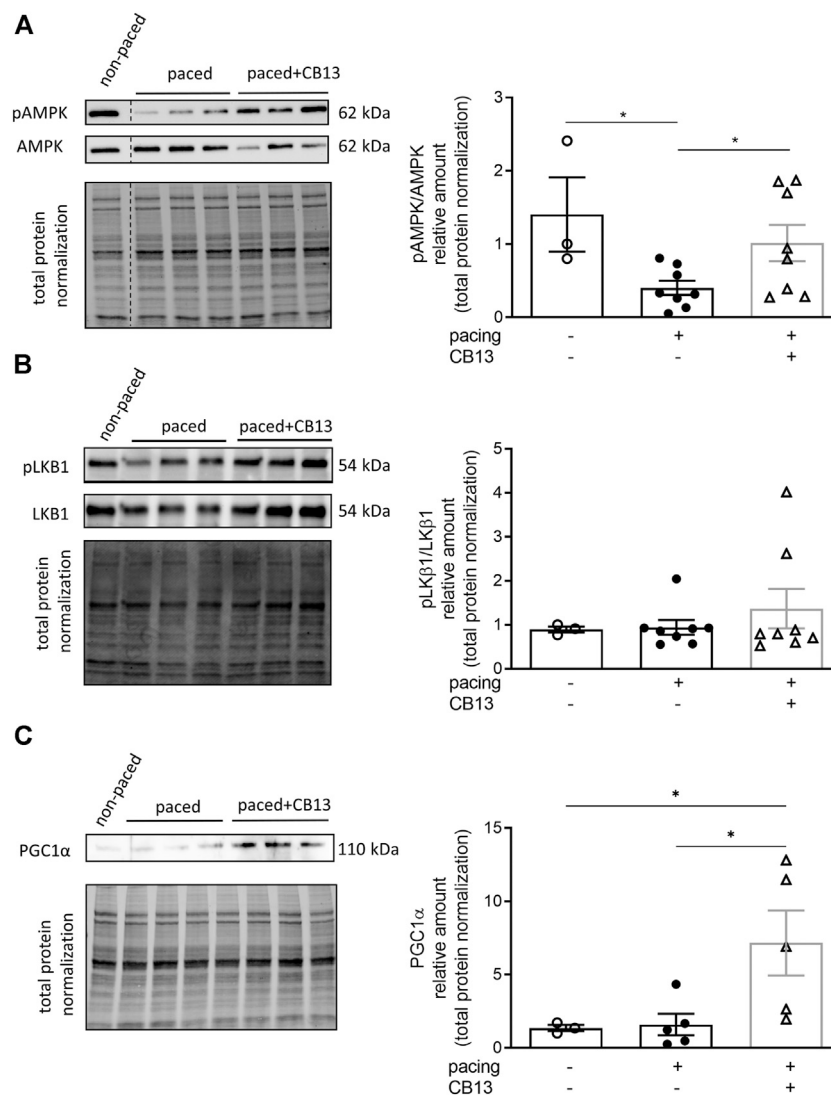 A
non-paced
paced
paced+CB13
pAMPK
62 kDa
AMPK
62 kDa
total protein
normalization
pAMPK/AMPK
relative amount
(total protein normalization)
3
2
1
0
*
*
pacing - + +
CB13 - - +
B
non-paced
paced
paced+CB13
pLKB1
54 kDa
LKB1
54 kDa
total protein
normalization
pLKβ1/LKβ1
relative amount
(total protein normalization)
5
4
3
2
1
0
pacing - + +
CB13 - - +
C
non-paced
paced
paced+CB13
PGC1α
110 kDa
total protein
normalization
PGC1α
relative amount
(total protein normalization)
15
10
5
0
*
*
pacing - + +
CB13 - - +